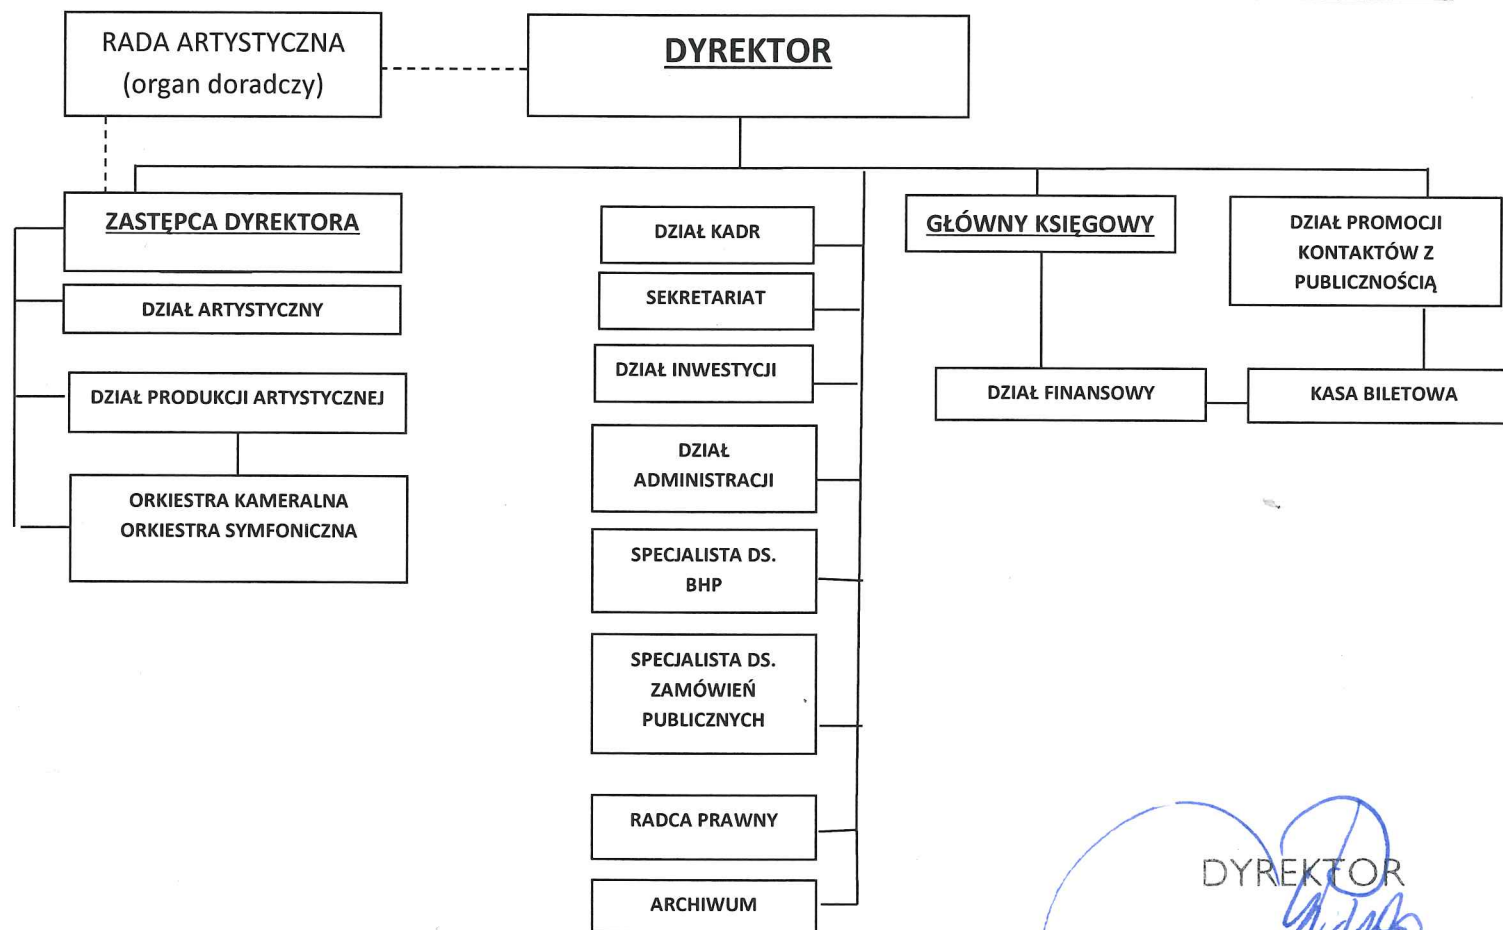 RADA ARTYSTYCZNA
(organ doradczy)
DYREKTOR
ZASTĘPCA DYREKTORA
DZIAŁ ARTYSTYCZNY
DZIAŁ PRODUKCJI ARTYSTYCZNEJ
ORKIESTRA KAMERALNA
ORKIESTRA SYMFONICZNA
DZIAŁ KADR
SEKRETARIAT
DZIAŁ INWESTYCJI
DZIAŁ
ADMINISTRACJI
SPECJALISTA DS.
BHP
SPECJALISTA DS.
ZAMÓWIEŃ
PUBLICZNYCH
RADCA PRAWNY
ARCHIWUM
GŁÓWNY KSIĘGOWY
DZIAŁ FINANSOWY
DZIAŁ PROMOCJI
KONTAKTÓW Z
PUBLICZNOŚCIĄ
KASA BILETOWA
DYREKTOR